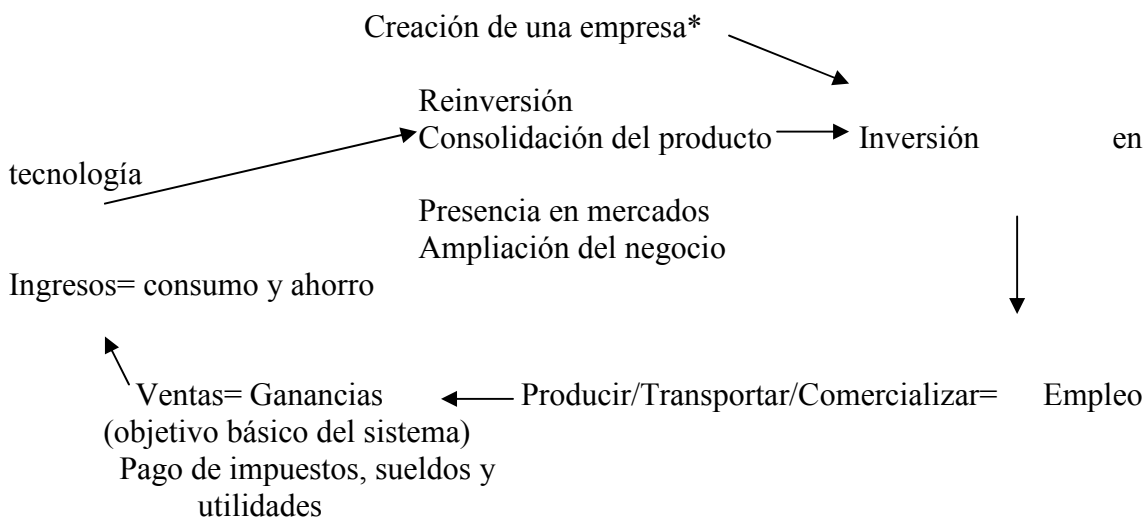 Creación de una empresa*
Reinversión
Consolidación del producto Inversión en
tecnología
Presencia en mercados
Ampliación del negocio
Ingresos= consumo y ahorro
Ventas= Ganancias Producir/Transportar/Comercializar= Empleo
(objetivo básico del sistema)
Pago de impuestos, sueldos y
utilidades